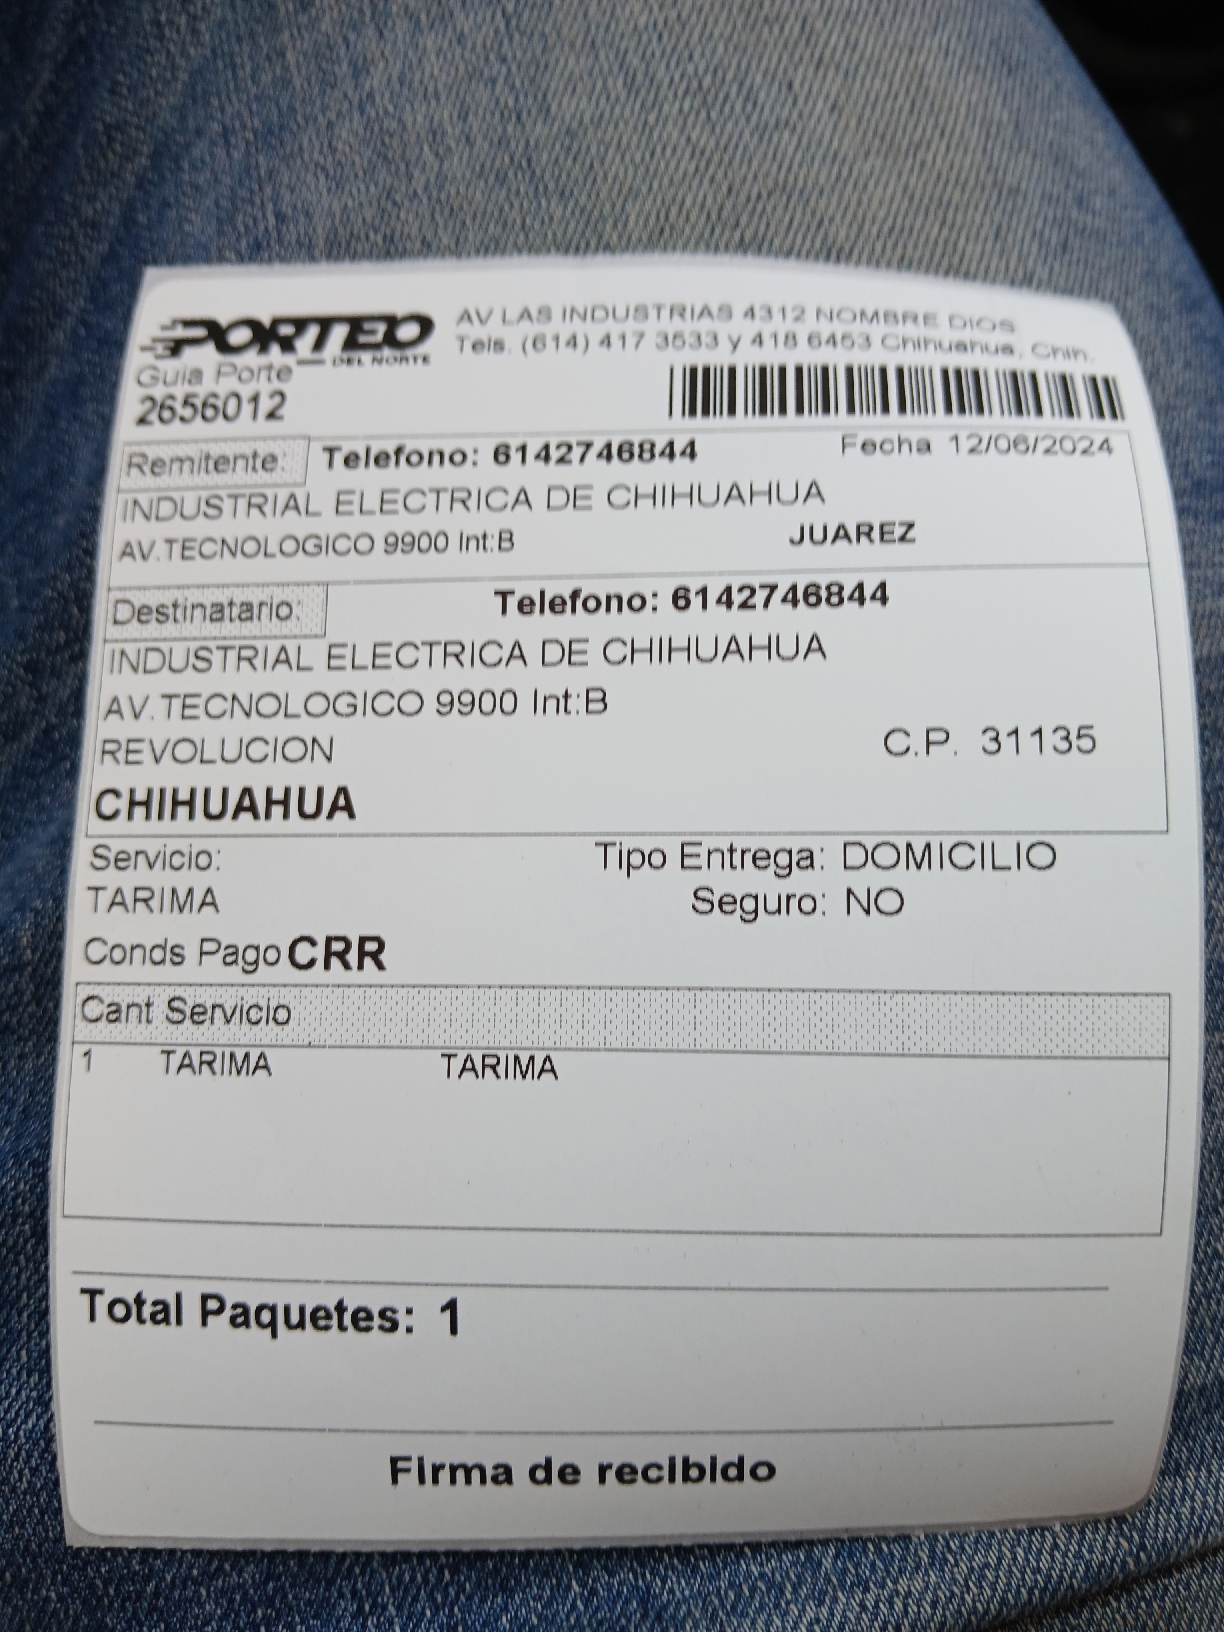 PORTEO
DEL NORTE
AV LAS INDUSTRIAS 4312 NOMBRE DIOS
Tels. (614) 417 3533 y 418 6453 Chihuahua, Chih.
Guia Porte
2656012
Remitente: Telefono: 6142746844 Fecha 12/06/2024
INDUSTRIAL ELECTRICA DE CHIHUAHUA
AV.TECNOLOGICO 9900 Int:B JUAREZ
Destinatario: Telefono: 6142746844
INDUSTRIAL ELECTRICA DE CHIHUAHUA
AV.TECNOLOGICO 9900 Int:B
REVOLUCION C.P. 31135
CHIHUAHUA
Servicio: Tipo Entrega: DOMICILIO
TARIMA Seguro: NO
Conds Pago CRR
Cant Servicio
1 TARIMA TARIMA
Total Paquetes: 1
Firma de recibido